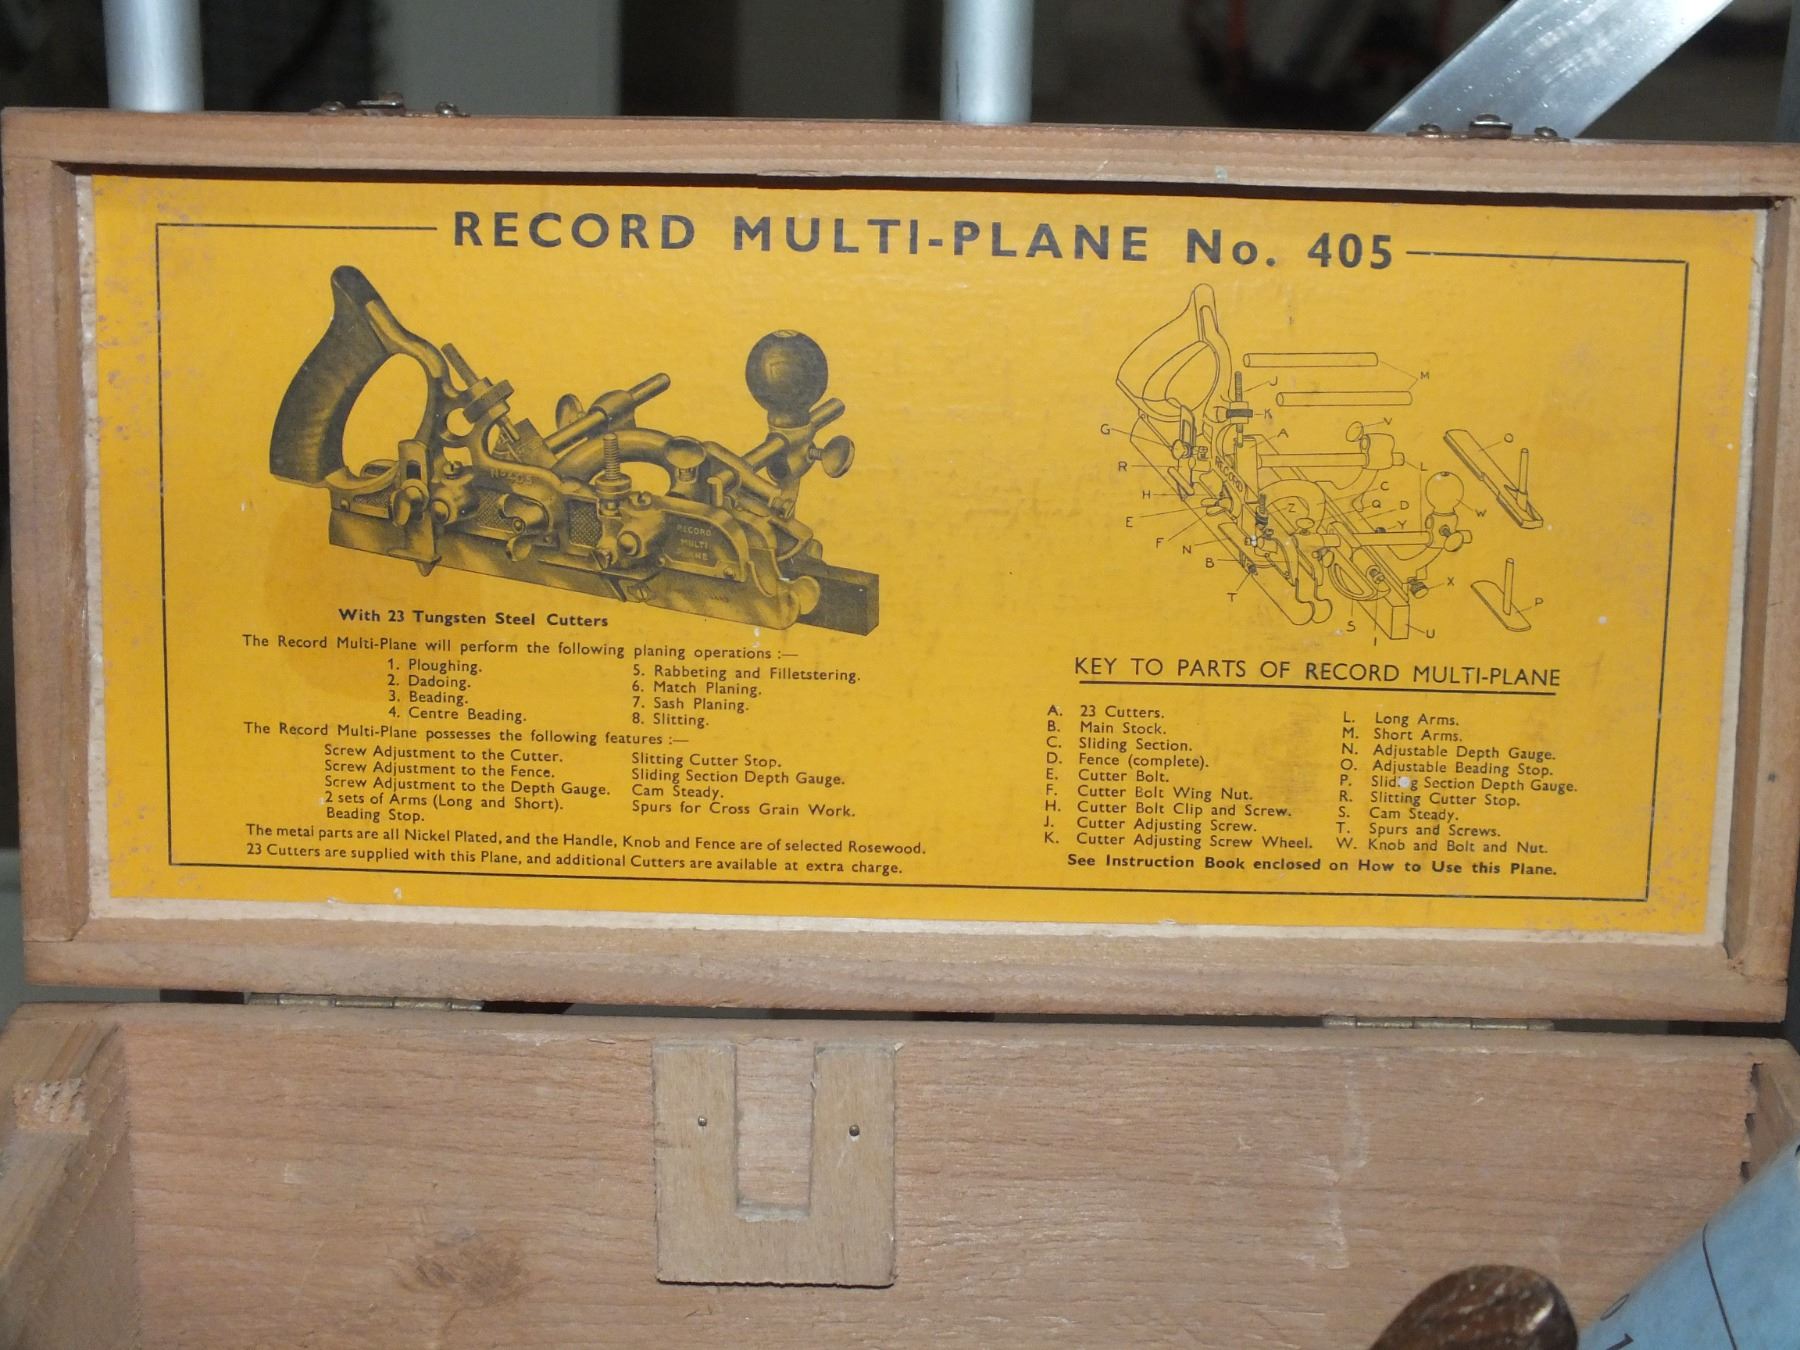 RECORD MULTI-PLANE No. 405
No405
RECORD
MULTI
PLANE
With 23 Tungsten Steel Cutters
The Record Multi-Plane will perform the following planing operations :—
1. Ploughing.
2. Dadoing.
3. Beading.
4. Centre Beading.
5. Rabbeting and Filletstering.
6. Match Planing.
7. Sash Planing.
8. Slitting.
The Record Multi-Plane possesses the following features :—
Screw Adjustment to the Cutter.
Screw Adjustment to the Fence.
Screw Adjustment to the Depth Gauge.
2 sets of Arms (Long and Short).
Beading Stop.
Slitting Cutter Stop.
Sliding Section Depth Gauge.
Cam Steady.
Spurs for Cross Grain Work.
The metal parts are all Nickel Plated, and the Handle, Knob and Fence are of selected Rosewood.
23 Cutters are supplied with this Plane, and additional Cutters are available at extra charge.
J
M
K
A
V
G
R
L
O
H
C
Q
D
E
Z
Y
W
F
N
B
X
T
P
S
I
U
RECORD
KEY TO PARTS OF RECORD MULTI-PLANE
A. 23 Cutters.
B. Main Stock.
C. Sliding Section.
D. Fence (complete).
E. Cutter Bolt.
F. Cutter Bolt Wing Nut.
H. Cutter Bolt Clip and Screw.
J. Cutter Adjusting Screw.
K. Cutter Adjusting Screw Wheel.
L. Long Arms.
M. Short Arms.
N. Adjustable Depth Gauge.
O. Adjustable Beading Stop.
P. Sliding Section Depth Gauge.
R. Slitting Cutter Stop.
S. Cam Steady.
T. Spurs and Screws.
W. Knob and Bolt and Nut.
See Instruction Book enclosed on How to Use this Plane.